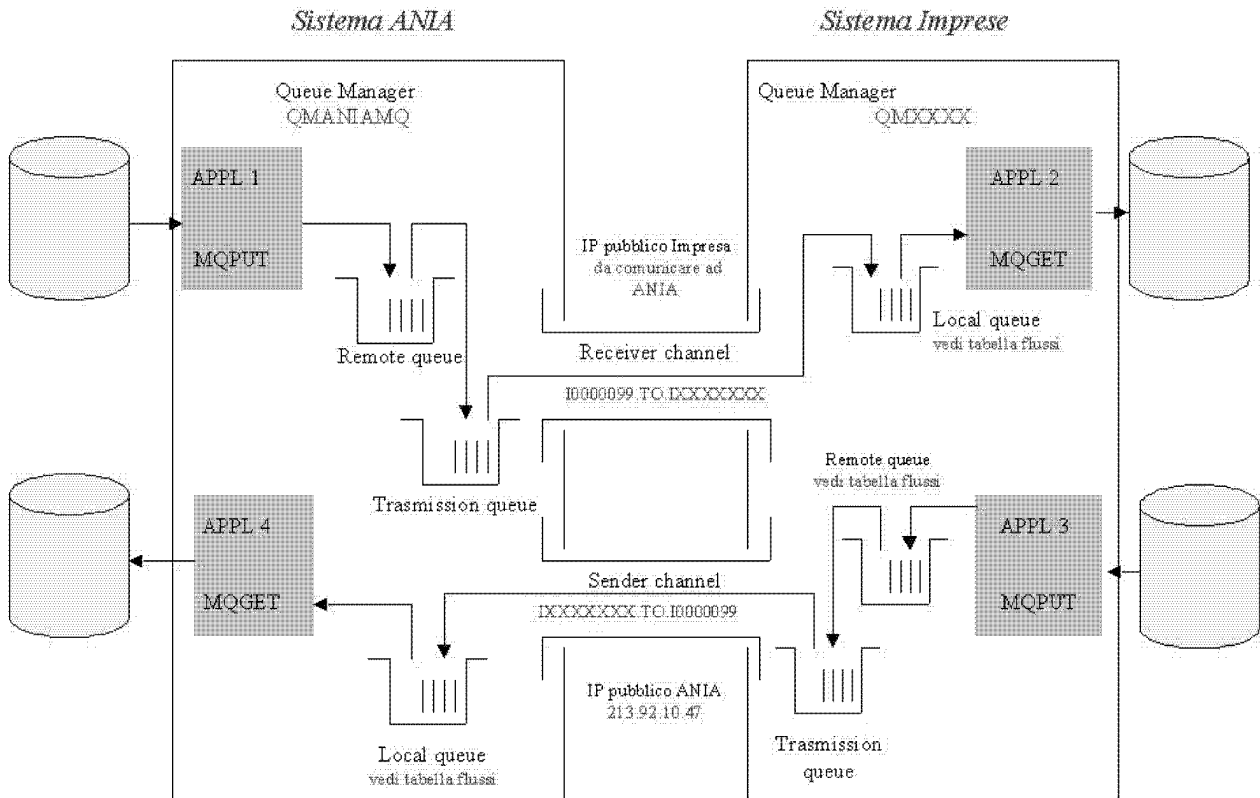 Sistema ANIA
Sistema Imprese
Queue Manager
QMANIAMQ
Queue Manager
QMXXXX
APPL 1
MQPUT
APPL 2
MQGET
IP pubblico Impresa
da comunicare ad
ANIA
Remote queue
Receiver channel
Local queue
vedi tabella flussi
I0000099.TO.IXXXXXXX
Trasmission queue
Remote queue
vedi tabella flussi
APPL 4
MQGET
APPL 3
MQPUT
Sender channel
IXXXXXXX.TO.I0000099
IP pubblico ANIA
213.92.10.47
Local queue
vedi tabella flussi
Trasmission
queue